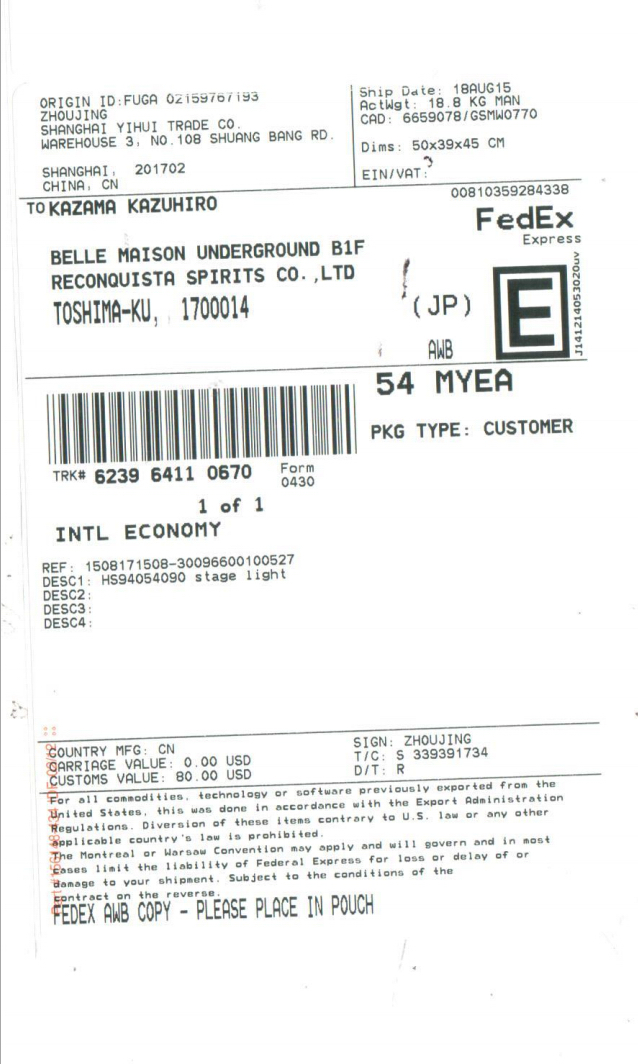 ORIGIN ID:FUGA 02159767193
ZHOUJING
SHANGHAI YIHUI TRADE CO.
WAREHOUSE 3, NO.108 SHUANG BANG RD.
SHANGHAI, 201702
CHINA, CN
Ship Date: 18AUG15
ActWgt: 18.8 KG MAN
CAD: 6659078/GSMW0770
Dims: 50x39x45 CM
EIN/VAT:
TO KAZAMA KAZUHIRO
00810359284338
FedEx
Express
BELLE MAISON UNDERGROUND B1F
RECONQUISTA SPIRITS CO.,LTD
TOSHIMA-KU, 1700014
(JP)
AWB
E
J141214053020uv
54 MYEA
PKG TYPE: CUSTOMER
TRK# 6239 6411 0670 Form 0430
1 of 1
INTL ECONOMY
REF: 1508171508-30096600100527
DESC1: HS94054090 stage light
DESC2:
DESC3:
DESC4:
COUNTRY MFG: CN
CARRIAGE VALUE: 0.00 USD
CUSTOMS VALUE: 80.00 USD
SIGN: ZHOUJING
T/C: S 339391734
D/T: R
For all commodities, technology or software previously exported from the
United States, this was done in accordance with the Export Administration
Regulations. Diversion of these items contrary to U.S. law or any other
applicable country's law is prohibited.
The Montreal or Warsaw Convention may apply and will govern and in most
cases limit the liability of Federal Express for loss or delay of or
damage to your shipment. Subject to the conditions of the
contract on the reverse.
FEDEX AWB COPY - PLEASE PLACE IN POUCH